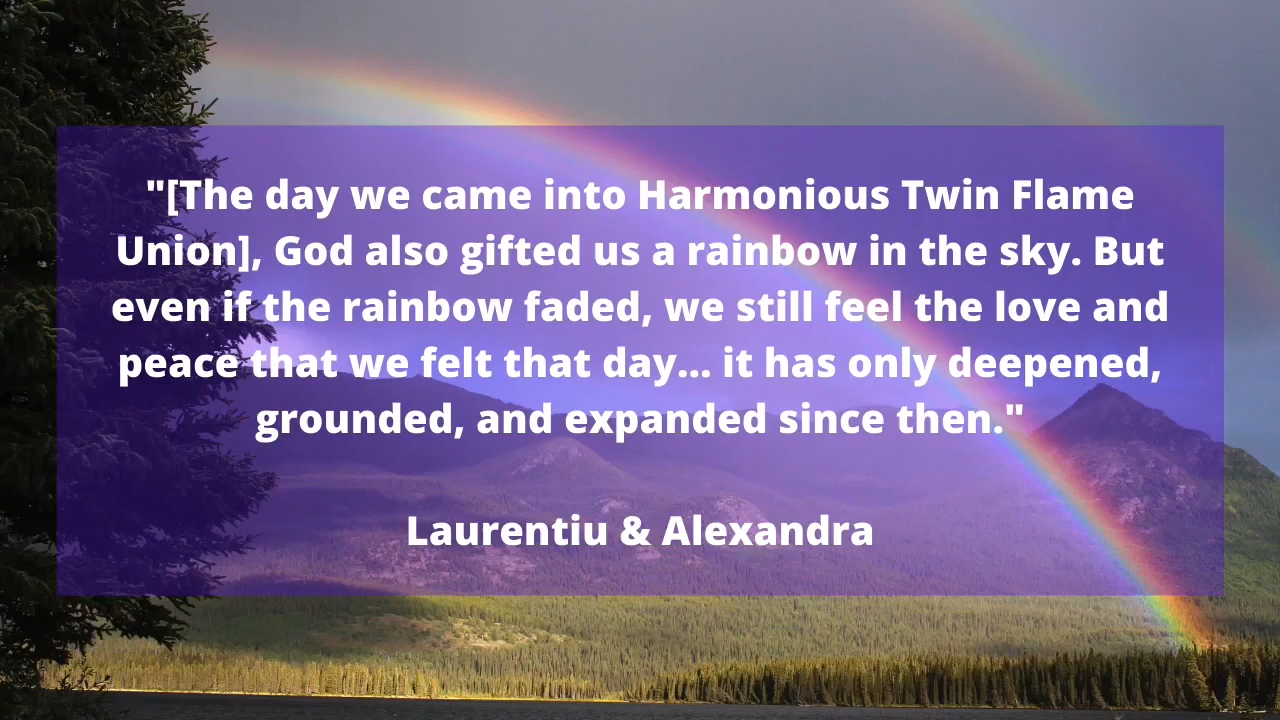 "[The day we came into Harmonious Twin Flame
Union], God also gifted us a rainbow in the sky. But
even if the rainbow faded, we still feel the love and
peace that we felt that day... it has only deepened,
grounded, and expanded since then."
Laurentiu & Alexandra